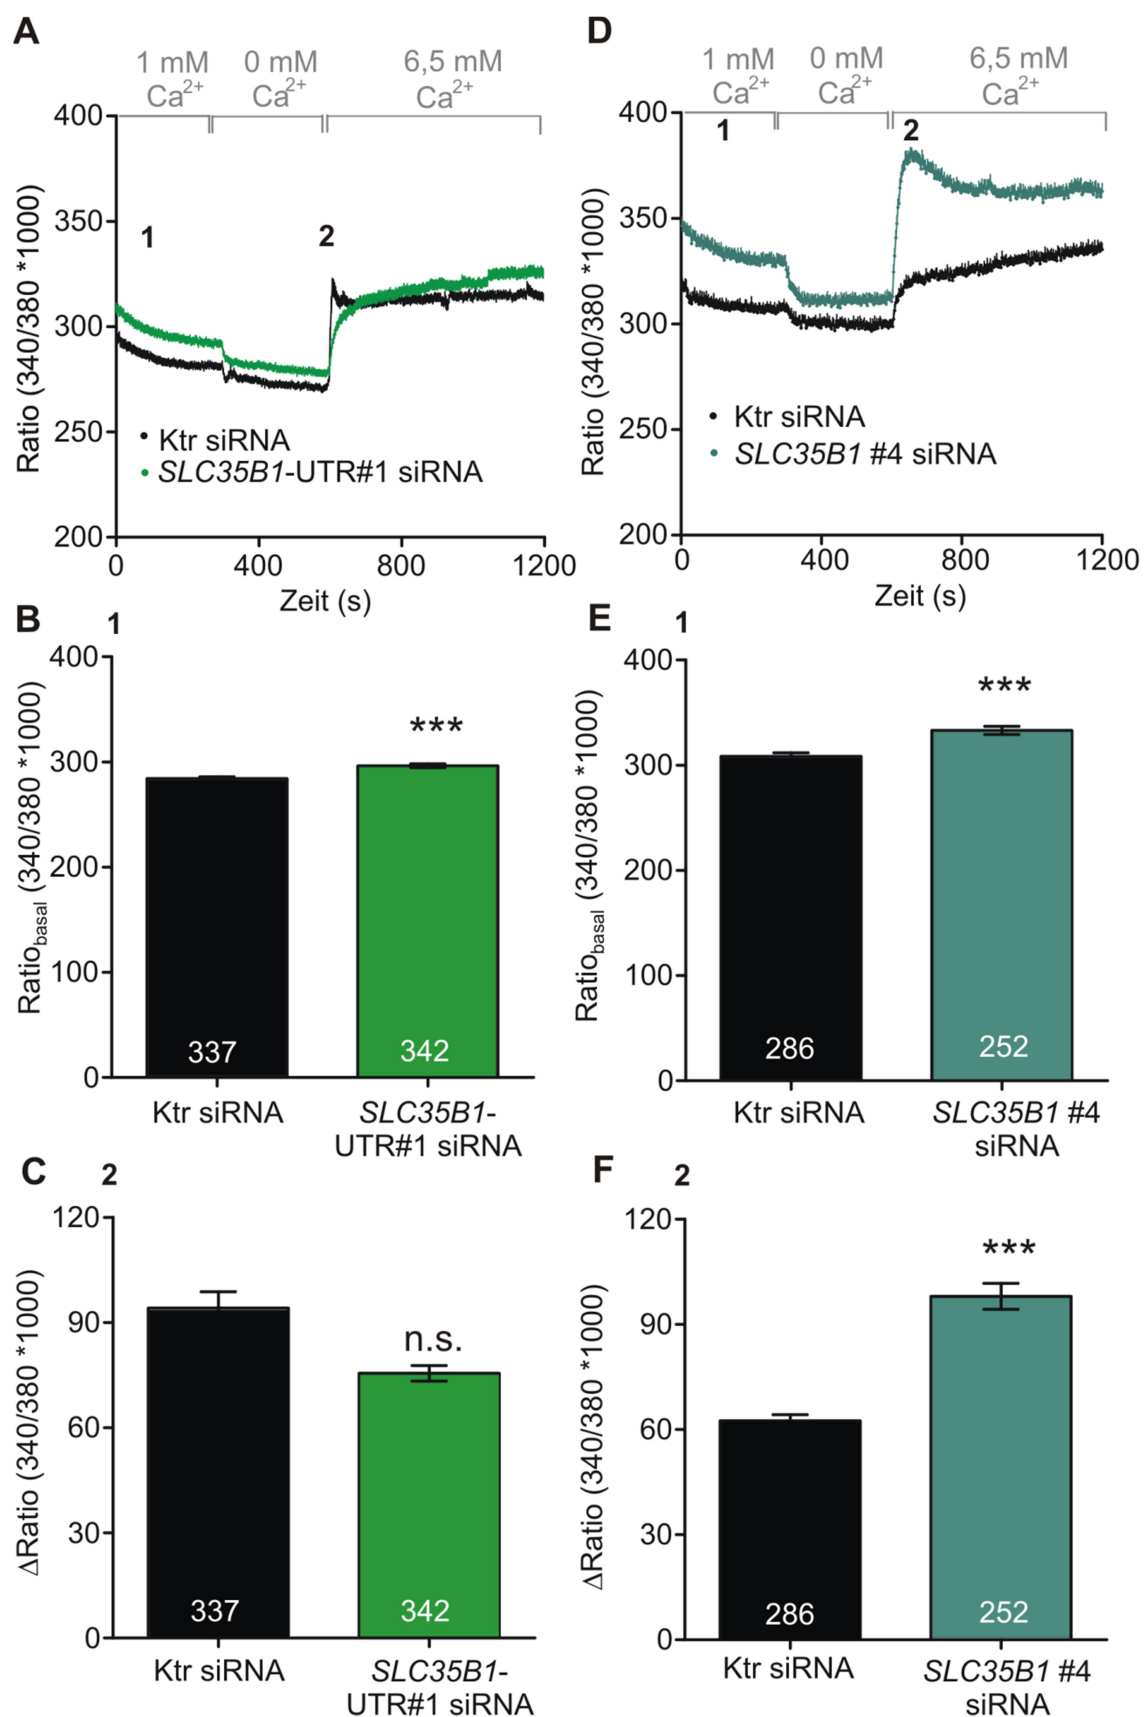 A
1 mM
Ca²⁺
0 mM
Ca²⁺
6,5 mM
Ca²⁺
400
350
300
250
200
Ratio (340/380 *1000)
1
2
Ktr siRNA
SLC35B1-UTR#1 siRNA
0
400
800
1200
Zeit (s)
D
1 mM
Ca²⁺
0 mM
Ca²⁺
6,5 mM
Ca²⁺
400
350
300
250
200
Ratio (340/380 *1000)
1
2
Ktr siRNA
SLC35B1 #4 siRNA
0
400
800
1200
Zeit (s)
B
1
400
300
200
100
0
Ratio_basal (340/380 *1000)
***
337
342
Ktr siRNA
SLC35B1-
UTR#1 siRNA
E
1
400
300
200
100
0
Ratio_basal (340/380 *1000)
***
286
252
Ktr siRNA
SLC35B1 #4
siRNA
C
2
120
90
60
30
0
ΔRatio (340/380 *1000)
n.s.
337
342
Ktr siRNA
SLC35B1-
UTR#1 siRNA
F
2
120
90
60
30
0
ΔRatio (340/380 *1000)
***
286
252
Ktr siRNA
SLC35B1 #4
siRNA